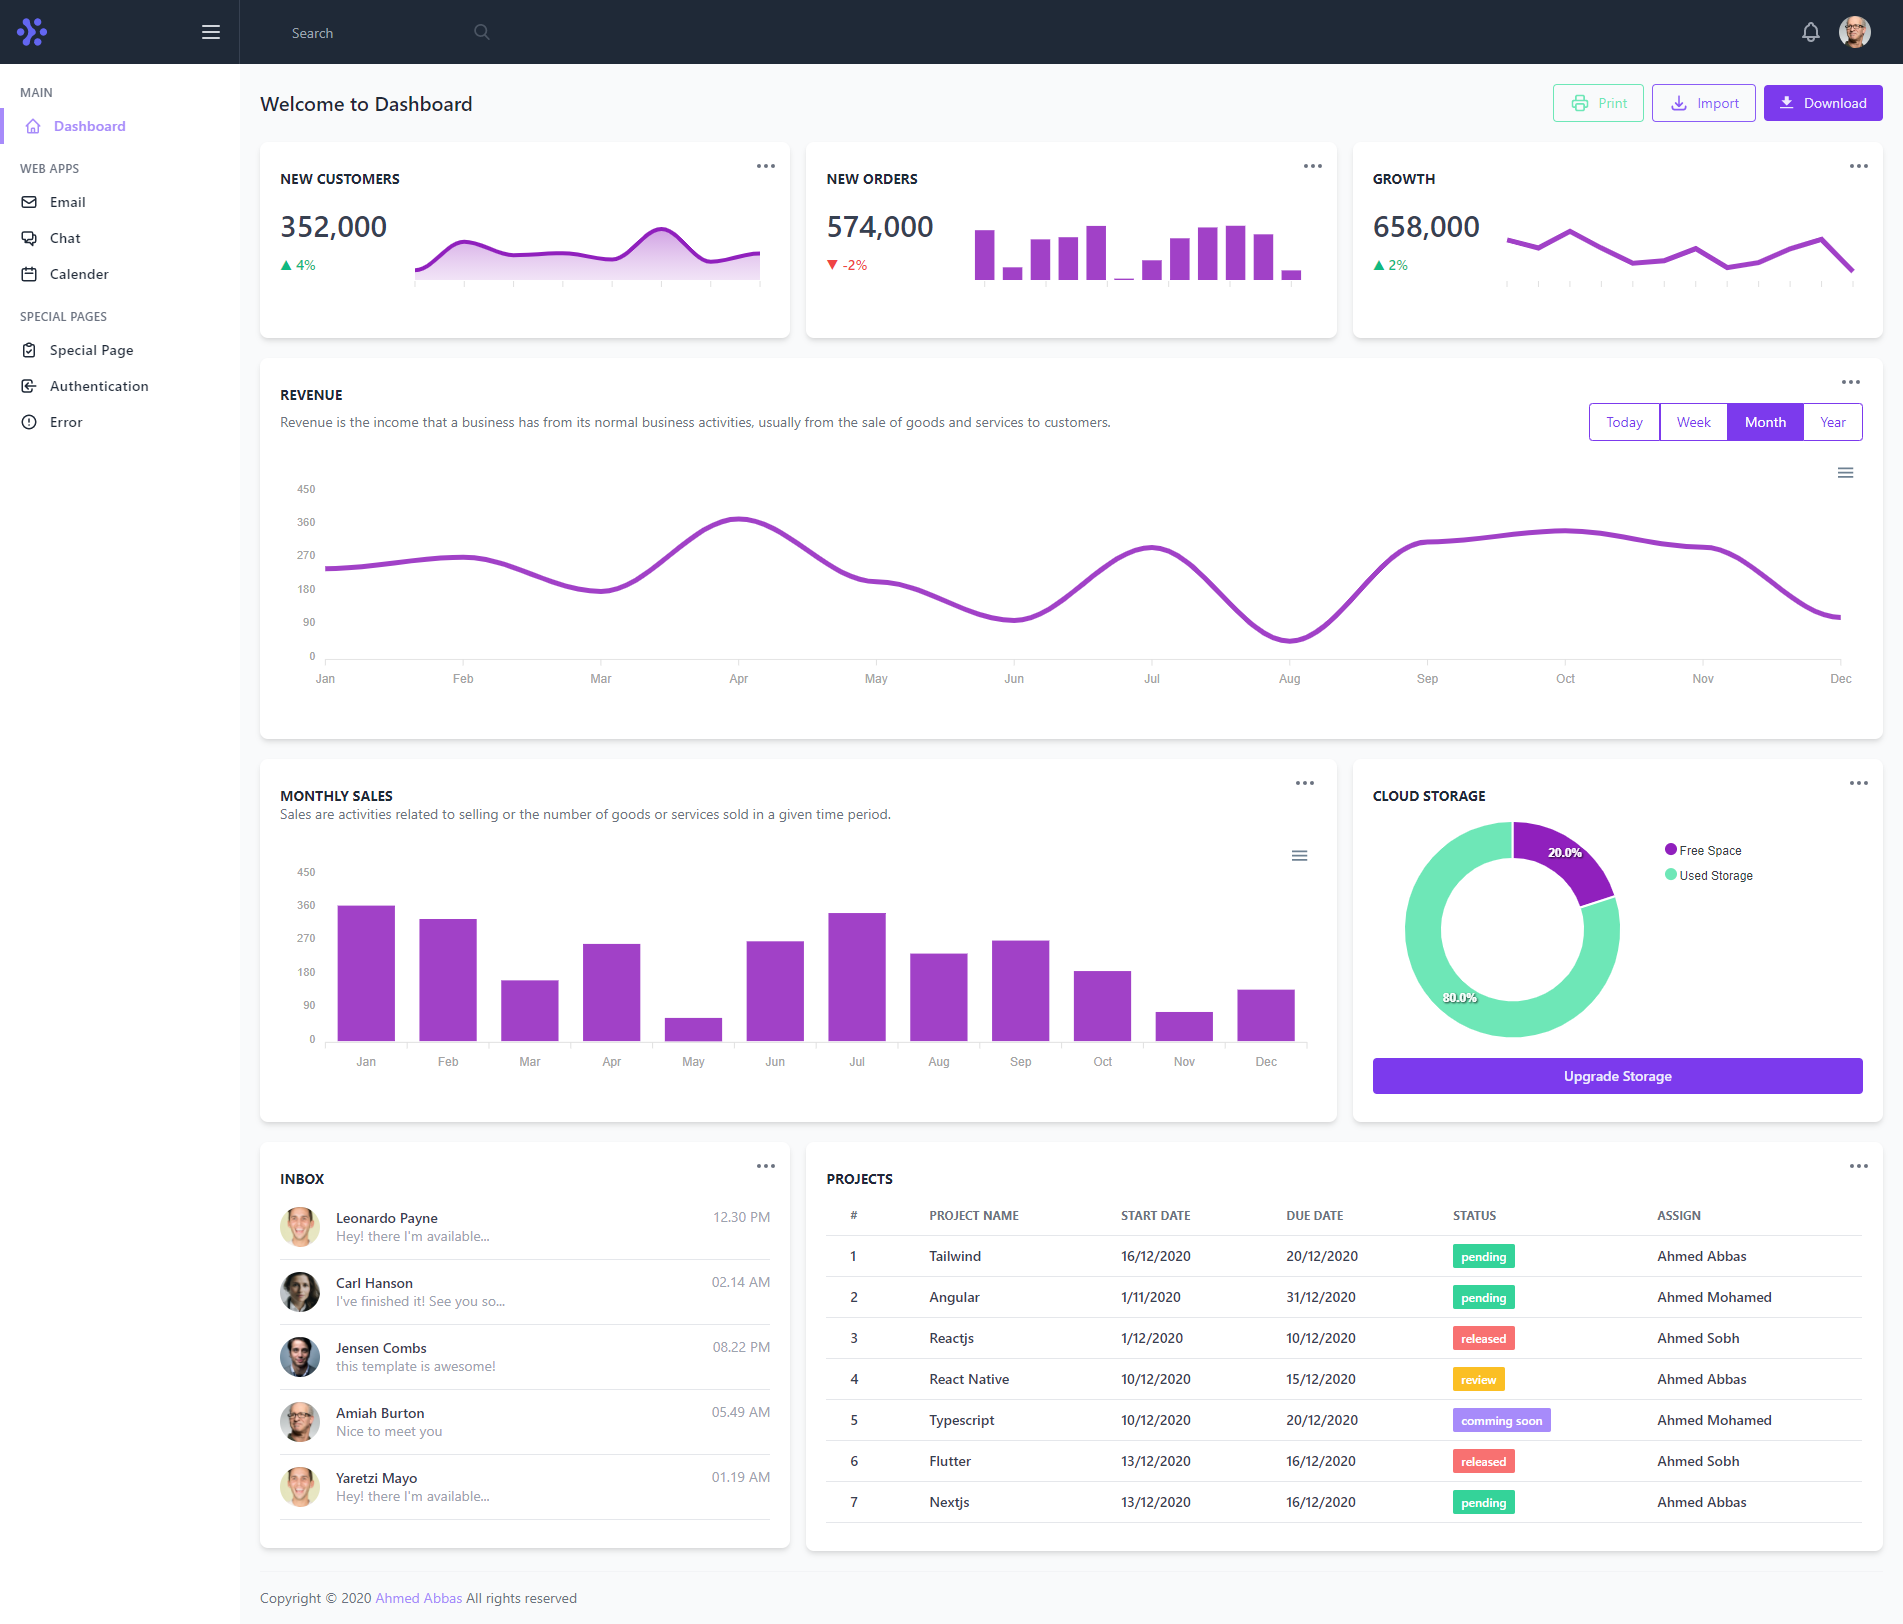 Search
MAIN
Dashboard
WEB APPS
Email
Chat
Calender
SPECIAL PAGES
Special Page
Authentication
Error
Welcome to Dashboard
Print
Import
Download
NEW CUSTOMERS
352,000
4%
NEW ORDERS
574,000
-2%
GROWTH
658,000
2%
REVENUE
Revenue is the income that a business has from its normal business activities, usually from the sale of goods and services to customers.
Today Week Month Year
450
360
270
180
90
0
Jan Feb Mar Apr May Jun Jul Aug Sep Oct Nov Dec
MONTHLY SALES
Sales are activities related to selling or the number of goods or services sold in a given time period.
450
360
270
180
90
0
Jan Feb Mar Apr May Jun Jul Aug Sep Oct Nov Dec
CLOUD STORAGE
20.0%
80.0%
Free Space
Used Storage
Upgrade Storage
INBOX
Leonardo Payne 12.30 PM
Hey! there I'm available...
Carl Hanson 02.14 AM
I've finished it! See you so...
Jensen Combs 08.22 PM
this template is awesome!
Amiah Burton 05.49 AM
Nice to meet you
Yaretzi Mayo 01.19 AM
Hey! there I'm available...
PROJECTS
# PROJECT NAME START DATE DUE DATE STATUS ASSIGN
1 Tailwind 16/12/2020 20/12/2020 pending Ahmed Abbas
2 Angular 1/11/2020 31/12/2020 pending Ahmed Mohamed
3 Reactjs 1/12/2020 10/12/2020 released Ahmed Sobh
4 React Native 10/12/2020 15/12/2020 review Ahmed Abbas
5 Typescript 10/12/2020 20/12/2020 comming soon Ahmed Mohamed
6 Flutter 13/12/2020 16/12/2020 released Ahmed Sobh
7 Nextjs 13/12/2020 16/12/2020 pending Ahmed Abbas
Copyright © 2020 Ahmed Abbas All rights reserved